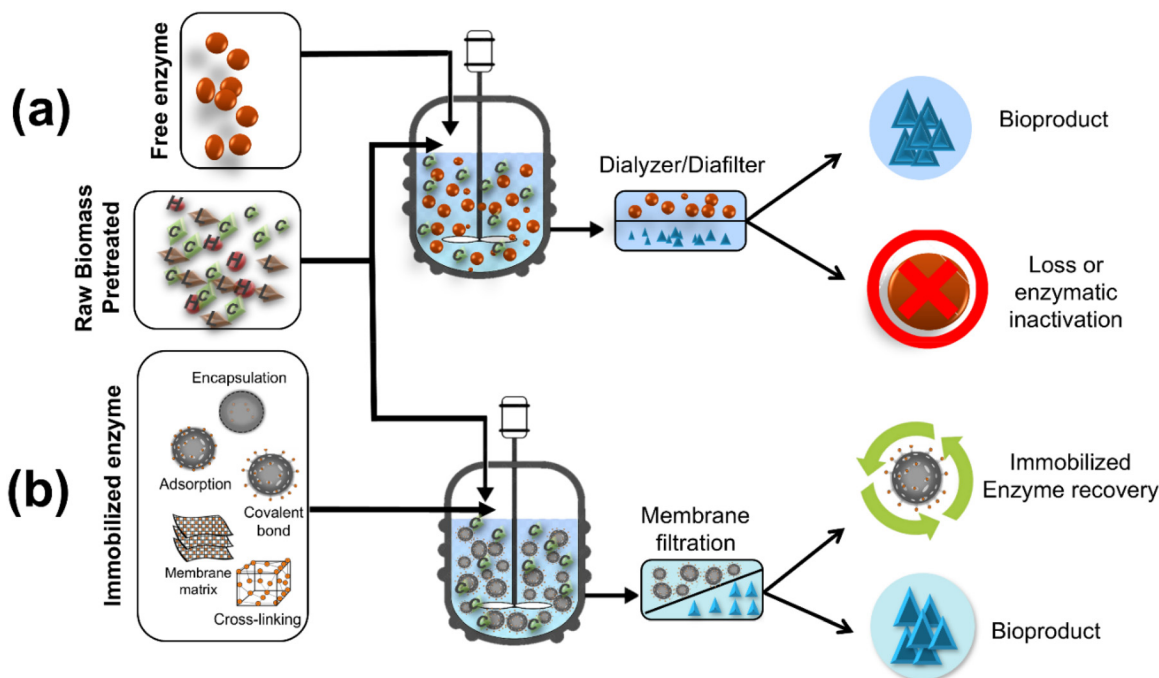 (a)
Free enzyme
Raw Biomass
Pretreated
H
L
C
Dialyzer/Diafilter
Bioproduct
Loss or
enzymatic
inactivation
(b)
Immobilized enzyme
Encapsulation
Adsorption
Covalent
bond
Membrane
matrix
Cross-linking
Membrane
filtration
Immobilized
Enzyme recovery
Bioproduct